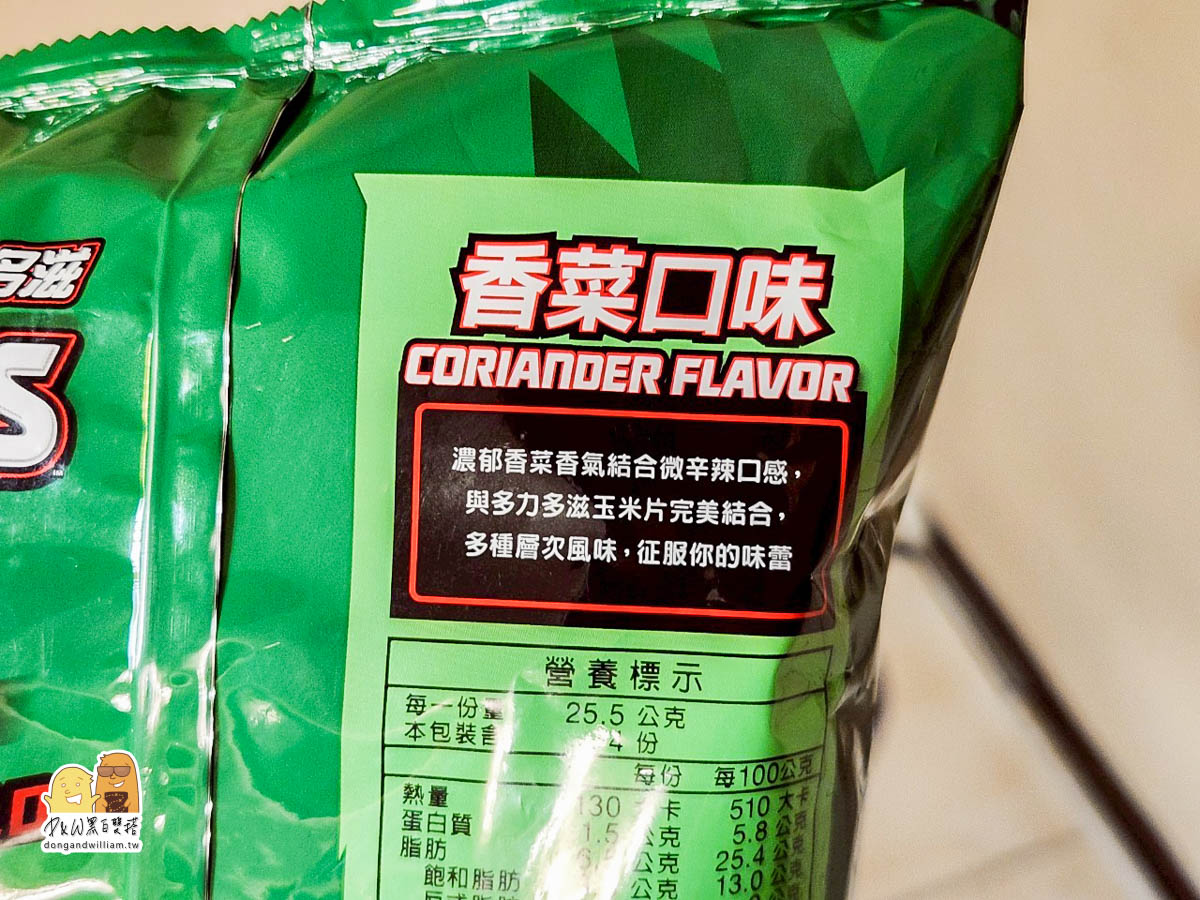 多滋
S
香菜口味
CORIANDER FLAVOR
濃郁香菜香氣結合微辛辣口感,
與多力多滋玉米片完美結合,
多種層次風味,征服你的味蕾
營養標示
每一份量 25.5 公克
本包裝含 4 份
每份 每100公克
熱量 130 大卡 510 大卡
蛋白質 1.5 公克 5.8 公克
脂肪 公克 25.4 公克
飽和脂肪 公克 13.0 公克
D
D&W黑白雙搭
dongandwilliam.tw